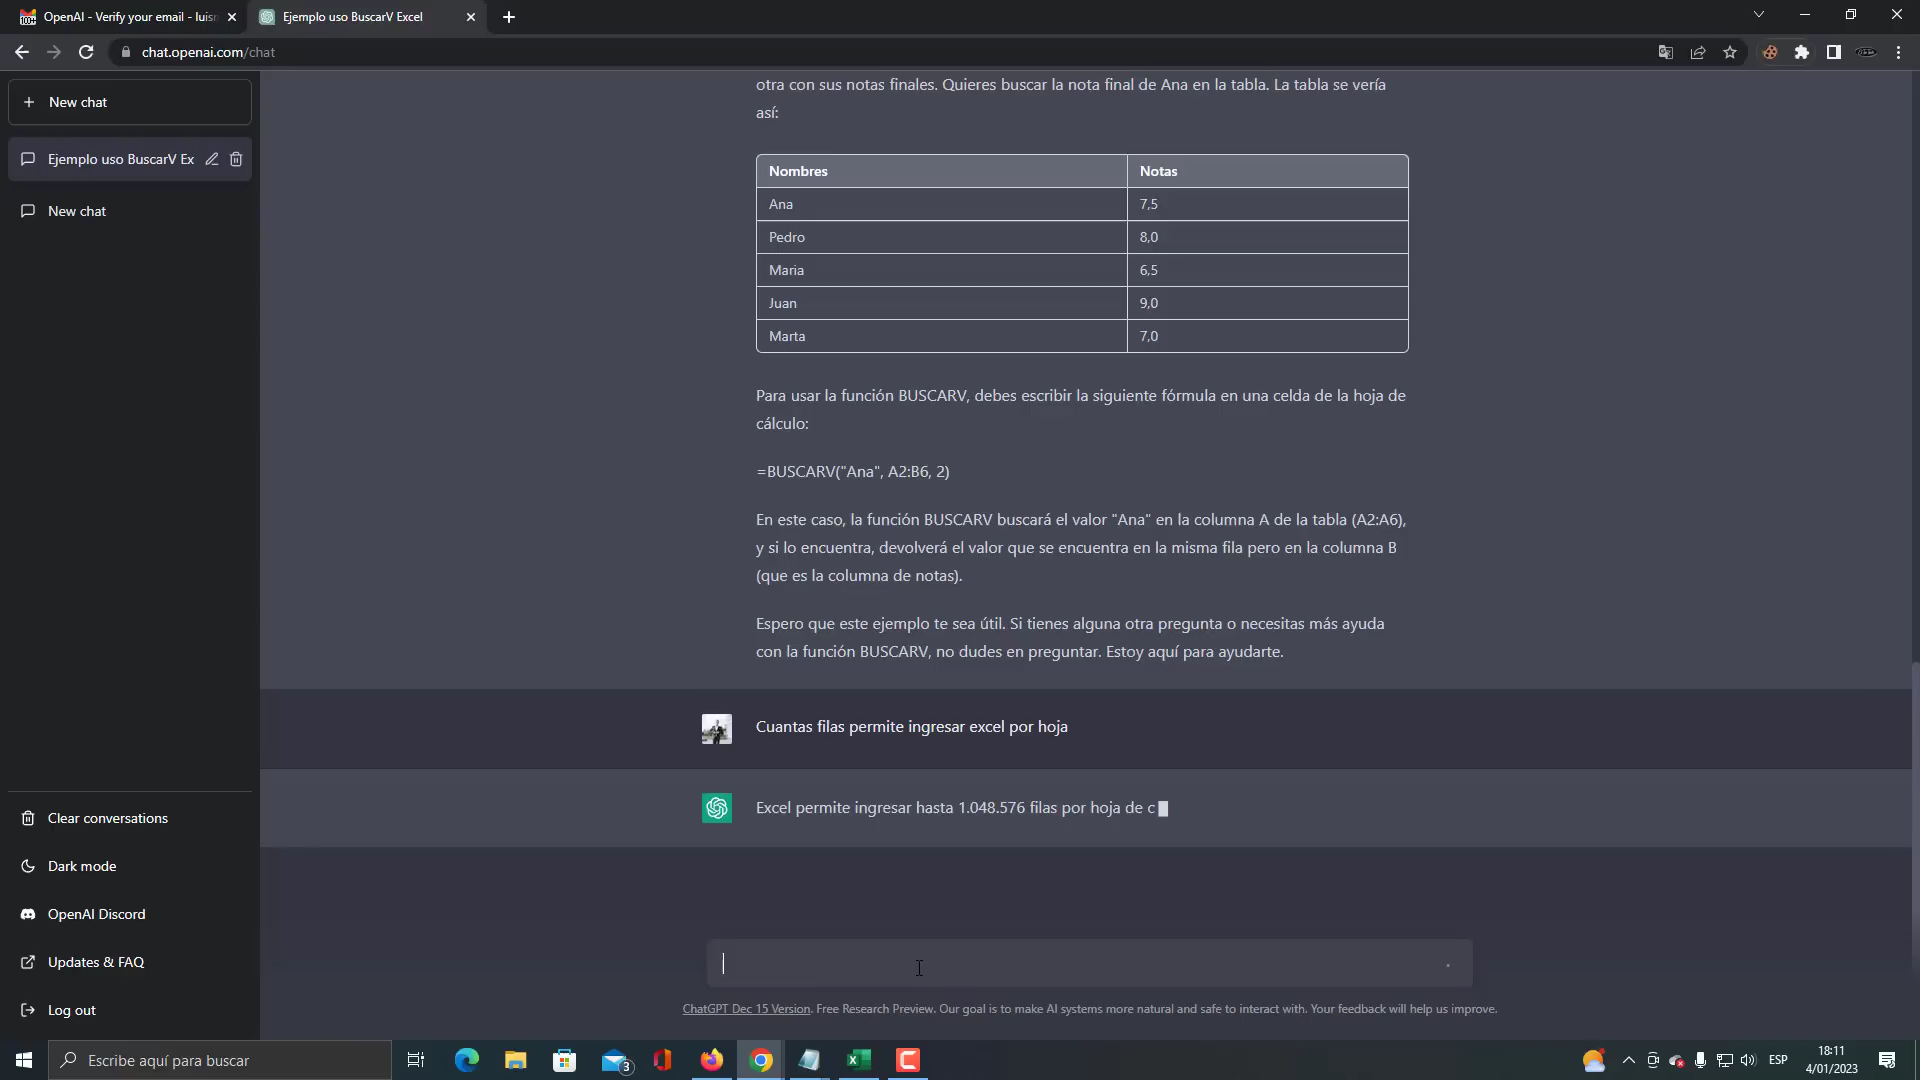 OpenAI - Verify your email - luisn
Ejemplo uso BuscarV Excel
chat.openai.com/chat
New chat
Ejemplo uso BuscarV Ex
New chat
Clear conversations
Dark mode
OpenAI Discord
Updates & FAQ
Log out
otra con sus notas finales. Quieres buscar la nota final de Ana en la tabla. La tabla se vería
así:
Nombres Notas
Ana 7,5
Pedro 8,0
Maria 6,5
Juan 9,0
Marta 7,0
Para usar la función BUSCARV, debes escribir la siguiente fórmula en una celda de la hoja de
cálculo:
=BUSCARV("Ana", A2:B6, 2)
En este caso, la función BUSCARV buscará el valor "Ana" en la columna A de la tabla (A2:A6),
y si lo encuentra, devolverá el valor que se encuentra en la misma fila pero en la columna B
(que es la columna de notas).
Espero que este ejemplo te sea útil. Si tienes alguna otra pregunta o necesitas más ayuda
con la función BUSCARV, no dudes en preguntar. Estoy aquí para ayudarte.
Cuantas filas permite ingresar excel por hoja
Excel permite ingresar hasta 1.048.576 filas por hoja de c
ChatGPT Dec 15 Version. Free Research Preview. Our goal is to make AI systems more natural and safe to interact with. Your feedback will help us improve.
Escribe aquí para buscar
3
ESP
18:11
4/01/2023